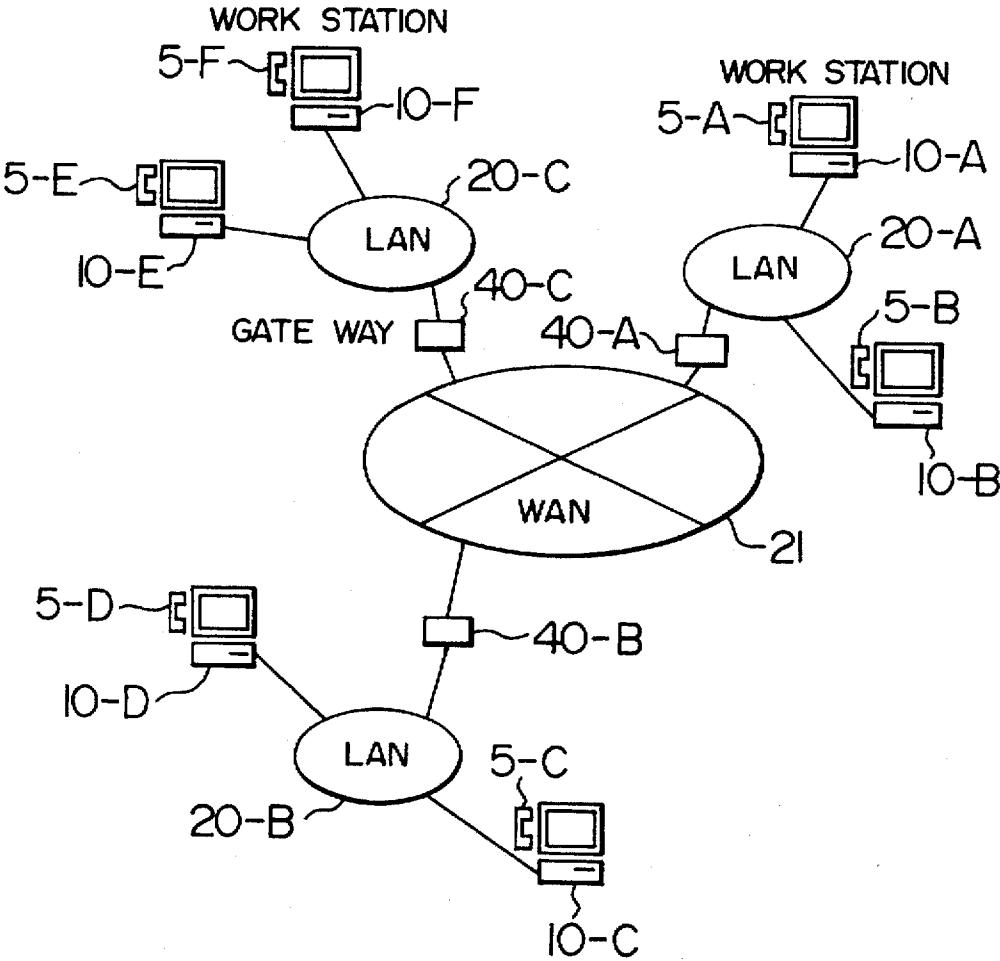 WORK STATION
5-F
10-F
WORK STATION
5-A
10-A
5-E
10-E
20-C
LAN
20-A
LAN
40-C
GATE WAY
40-A
5-B
10-B
WAN
21
5-D
10-D
40-B
LAN
20-B
5-C
10-C